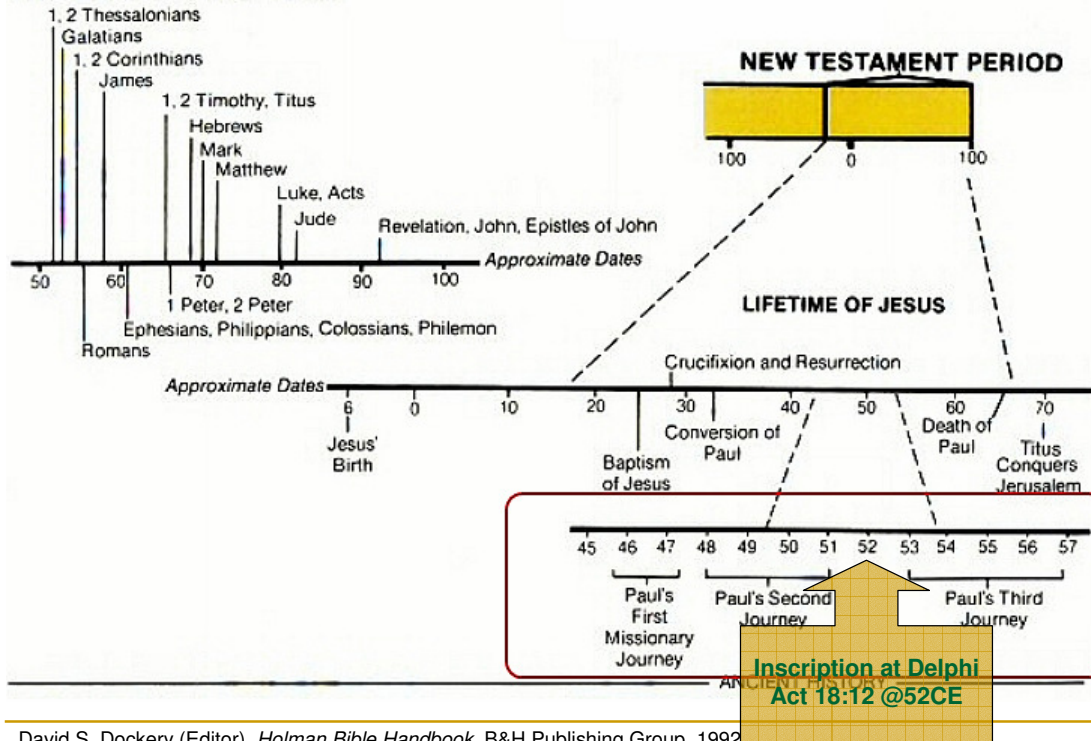 1, 2 Thessalonians
Galatians
1, 2 Corinthians
James
1, 2 Timothy, Titus
Hebrews
Mark
Matthew
Luke, Acts
Jude
Revelation, John, Epistles of John
Approximate Dates
50 60 70 80 90 100
1 Peter, 2 Peter
Ephesians, Philippians, Colossians, Philemon
Romans
NEW TESTAMENT PERIOD
100 0 100
LIFETIME OF JESUS
Crucifixion and Resurrection
Approximate Dates
6 0 10 20 30 40 50 60 70
Jesus'
Birth
Baptism
of Jesus
Conversion of
Paul
Death of
Paul
Titus
Conquers
Jerusalem
45 46 47 48 49 50 51 52 53 54 55 56 57
Paul's
First
Missionary
Journey
Paul's Second
Journey
Paul's Third
Journey
Inscription at Delphi
Act 18:12 @52CE
ANCIENT HISTORY
David S. Dockery (Editor), Holman Bible Handbook, B&H Publishing Group, 1992